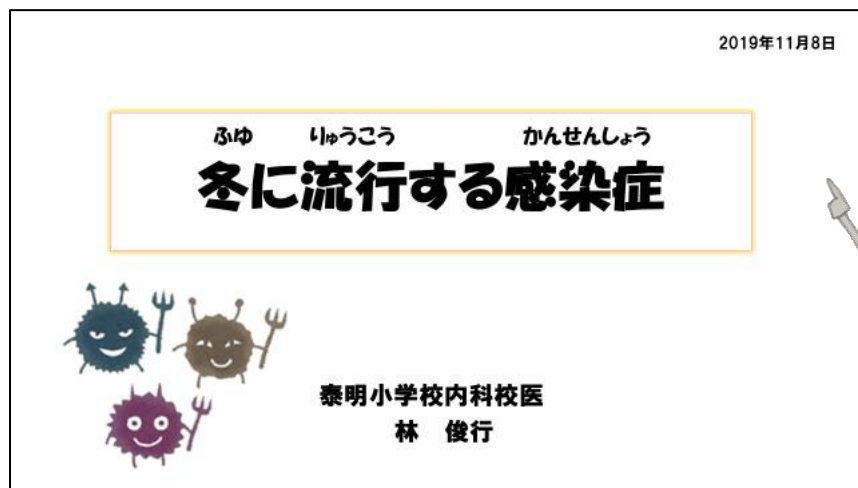 2019年11月8日
ふゆ りゅうこう かんせんしょう
冬に流行する感染症
泰明小学校内科校医
林 俊行